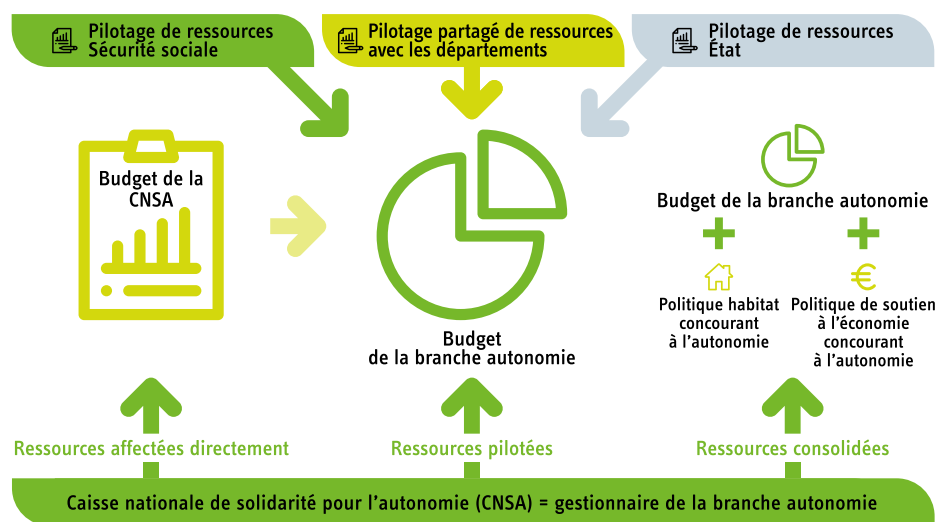 Pilotage de ressources
Sécurité sociale
Pilotage partagé de ressources
avec les départements
Pilotage de ressources
État
Budget de la
CNSA
Budget
de la branche autonomie
Budget de la branche autonomie
Politique habitat
concourant
à l'autonomie
Politique de soutien
à l'économie
concourant
à l'autonomie
Ressources affectées directement
Ressources pilotées
Ressources consolidées
Caisse nationale de solidarité pour l'autonomie (CNSA) = gestionnaire de la branche autonomie